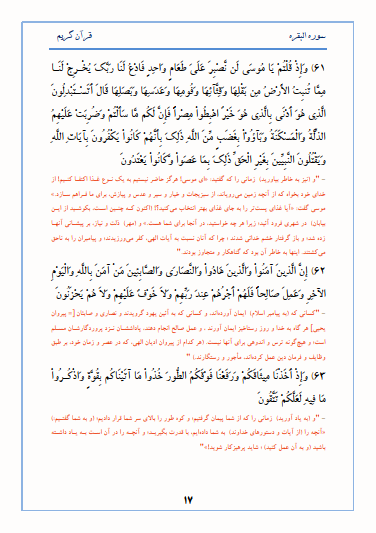 سوره البقره
قرآن کریم
(۶۱) وَإِذْ قُلْتُمْ يَا مُوسَى لَن نَّصْبِرَ عَلَىَ طَعَامٍ وَاحِدٍ فَادْعُ لَنَا رَبَّكَ يُخْرِجْ لَنَا
مِمَّا تُنبِتُ الأَرْضُ مِن بَقْلِهَا وَقِثَّآئِهَا وَفُومِهَا وَعَدَسِهَا وَبَصَلِهَا قَالَ أَتَسْتَبْدِلُونَ
الَّذِي هُوَ أَدْنَى بِالَّذِي هُوَ خَيْرٌ اهْبِطُواْ مِصْراً فَإِنَّ لَكُم مَّا سَأَلْتُمْ وَضُرِبَتْ عَلَيْهِمُ
الذِّلَّةُ وَالْمَسْكَنَةُ وَبَآؤُوْاْ بِغَضَبٍ مِّنَ اللَّهِ ذَلِكَ بِأَنَّهُمْ كَانُواْ يَكْفُرُونَ بِآيَاتِ اللَّهِ
وَيَقْتُلُونَ النَّبِيِّينَ بِغَيْرِ الْحَقِّ ذَلِكَ بِمَا عَصَواْ وَّكَانُواْ يَعْتَدُونَ
- "و (نیز به خاطر بیاورید) زمانی را که گفتید: «ای موسی! هرگز حاضر نیستیم به یک نوع غذا اکتفا کنیم! از
خدای خود بخواه که از آنچه زمین می‌رویاند، از سبزیجات و خیار و سیر و عدس و پیازش، برای ما فراهم سازد.»
موسی گفت: «آیا غذای پست‌تر را به جای غذای بهتر انتخاب می‌کنید؟! (اکنون که چنین است، بکوشید از این
بیابان) در شهری فرود آئید؛ زیرا هر چه خواستید، در آنجا برای شما هست.» و (مهر) ذلت و نیاز، بر پیشانی آنها
زده شد؛ و باز گرفتار خشم خدائی شدند؛ چرا که آنان نسبت به آیات الهی، کفر می‌ورزیدند؛ و پیامبران را به ناحق
می‌کشتند. اینها به خاطر آن بود که گناهکار و متجاوز بودند."
(۶۲) إِنَّ الَّذِينَ آمَنُواْ وَالَّذِينَ هَادُواْ وَالنَّصَارَى وَالصَّابِئِينَ مَنْ آمَنَ بِاللَّهِ وَالْيَوْمِ
الآخِرِ وَعَمِلَ صَالِحاً فَلَهُمْ أَجْرُهُمْ عِندَ رَبِّهِمْ وَلاَ خَوْفٌ عَلَيْهِمْ وَلاَ هُمْ يَحْزَنُونَ
- "کسانی که (به پیامبر اسلام) ایمان آورده‌اند، و کسانی که به آئین یهود گرویدند و نصاری و صابئان [= پیروان
یحیی] هر گاه به خدا و روز رستاخیز ایمان آورند، و عمل صالح انجام دهند، پاداششان نزد پروردگارشان مسلم
است؛ و هیچ‌گونه ترس و اندوهی برای آنها نیست. (هر کدام از پیروان ادیان الهی، که در عصر و زمان خود، بر طبق
وظایف و فرمان دین عمل کرده‌اند، مأجور و رستگارند.)"
(۶۳) وَإِذْ أَخَذْنَا مِيثَاقَكُمْ وَرَفَعْنَا فَوْقَكُمُ الطُّورَ خُذُواْ مَا آتَيْنَاكُم بِقُوَّةٍ وَاذْكُرُواْ
مَا فِيهِ لَعَلَّكُمْ تَتَّقُونَ
- "و (به یاد آورید) زمانی را که از شما پیمان گرفتیم؛ و کوه طور را بالای سر شما قرار دادیم؛ (و به شما گفتیم:)
«آنچه را (از آیات و دستورهای خداوند) به شما داده‌ایم، با قدرت بگیرید؛ و آنچه را در آن است به یاد داشته
باشید (و به آن عمل کنید)؛ شاید پرهیزکار شوید!»"
۱۷